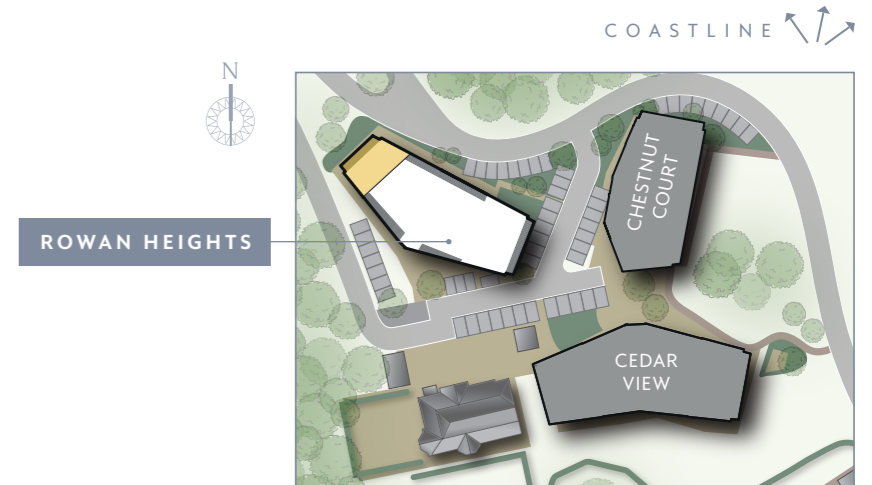 COASTLINE
N
CHESTNUT
COURT
ROWAN HEIGHTS
CEDAR
VIEW